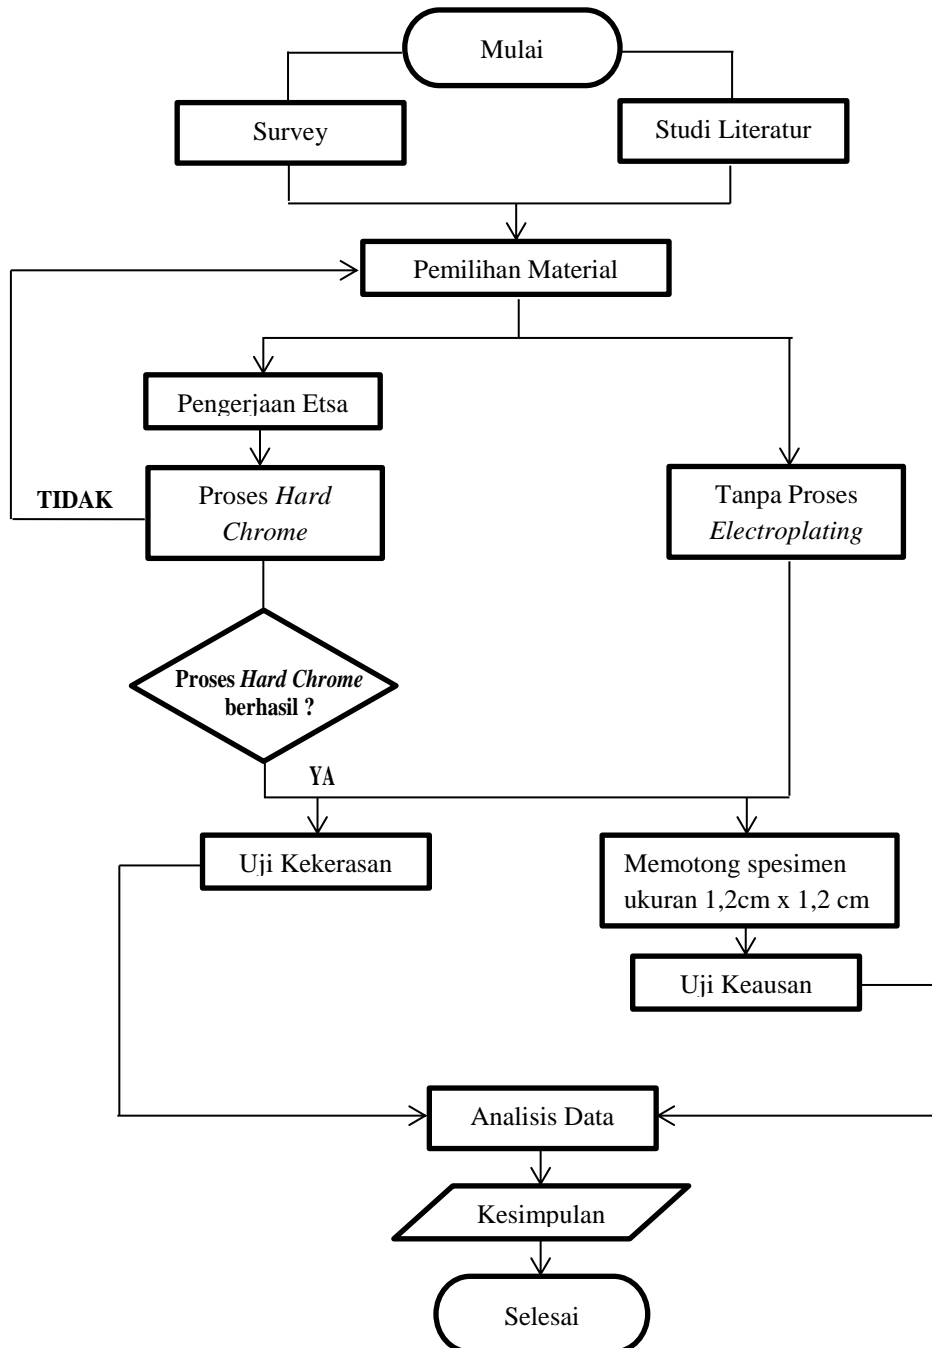 Mulai
Survey
Studi Literatur
Pemilihan Material
Pengerjaan Etsa
TIDAK
Proses Hard
Chrome
Tanpa Proses
Electroplating
Proses Hard Chrome
berhasil ?
YA
Uji Kekerasan
Memotong spesimen
ukuran 1,2cm x 1,2 cm
Uji Keausan
Analisis Data
Kesimpulan
Selesai